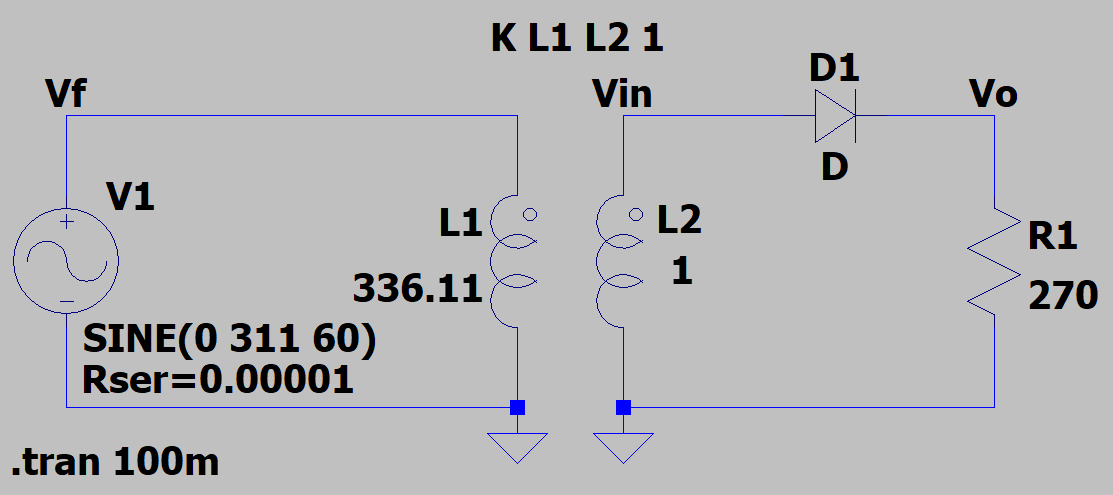 K L1 L2 1
D1
Vf
Vin
Vo
D
V1
L1
L2
R1
336.11
1
270
SINE(0 311 60)
Rser=0.00001
.tran 100m